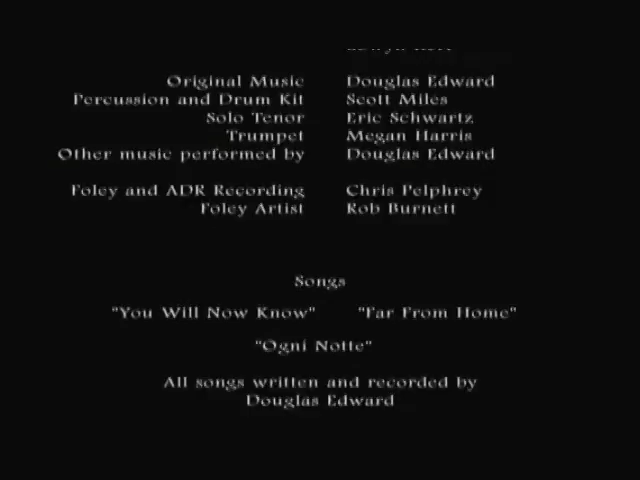 Original Music Douglas Edward
Percussion and Drum Kit Scott Miles
Solo Tenor Eric Schwartz
Trumpet Megan Harris
Other music performed by Douglas Edward
Foley and ADR Recording Chris Pelphrey
Foley Artist Rob Burnett
Songs
"You Will Now Know" "Far From Home"
"Ogni Notte"
All songs written and recorded by
Douglas Edward